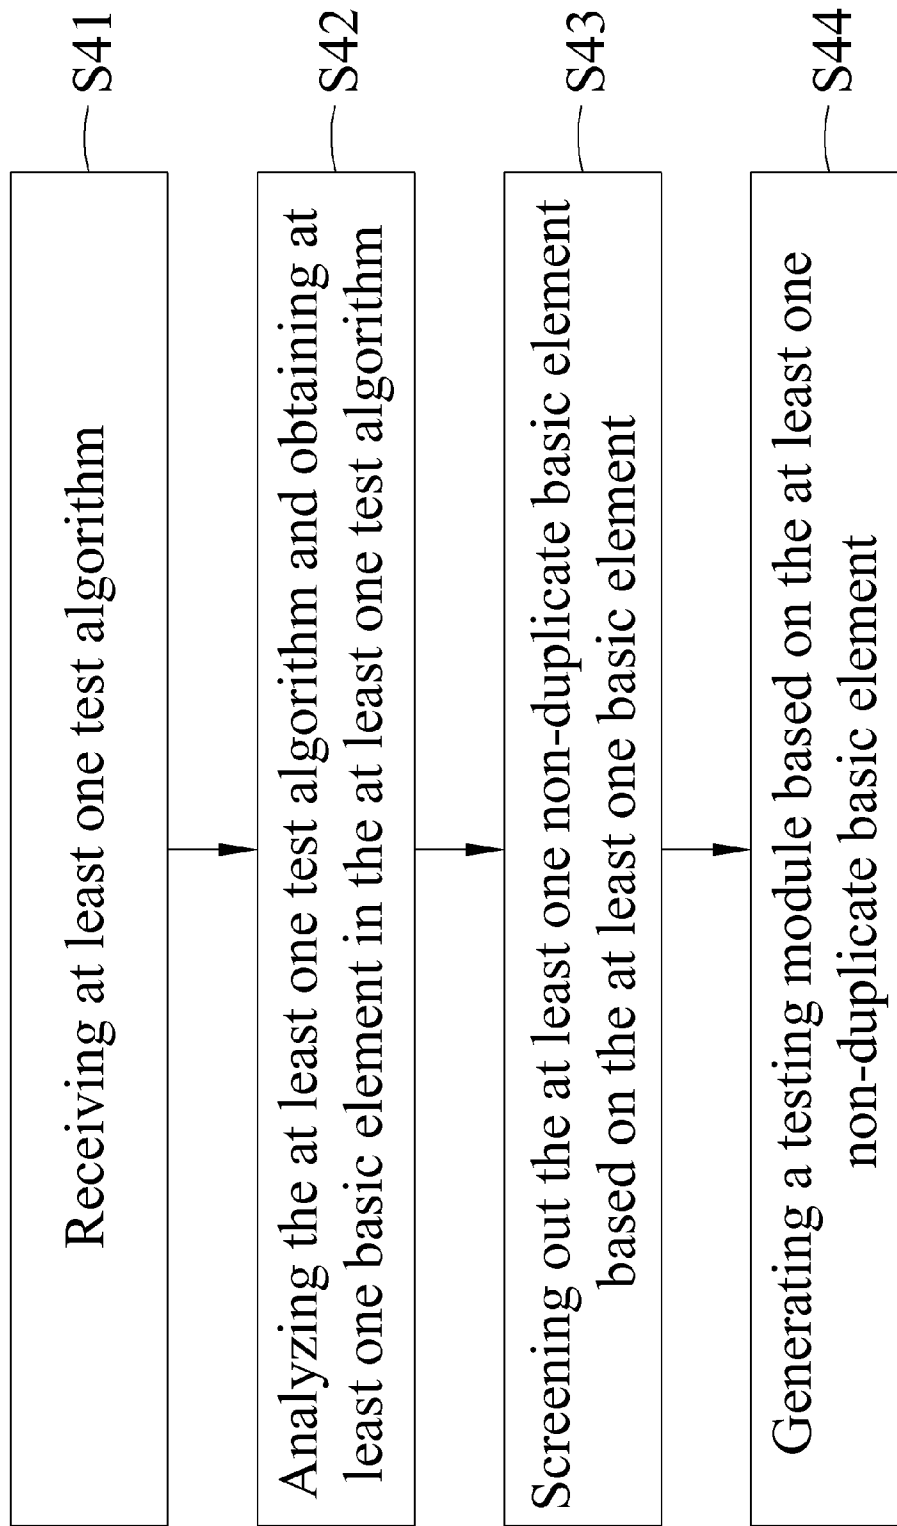 Receiving at least one test algorithm
S41
Analyzing the at least one test algorithm and obtaining at
least one basic element in the at least one test algorithm
S42
Screening out the at least one non-duplicate basic element
based on the at least one basic element
S43
Generating a testing module based on the at least one
non-duplicate basic element
S44